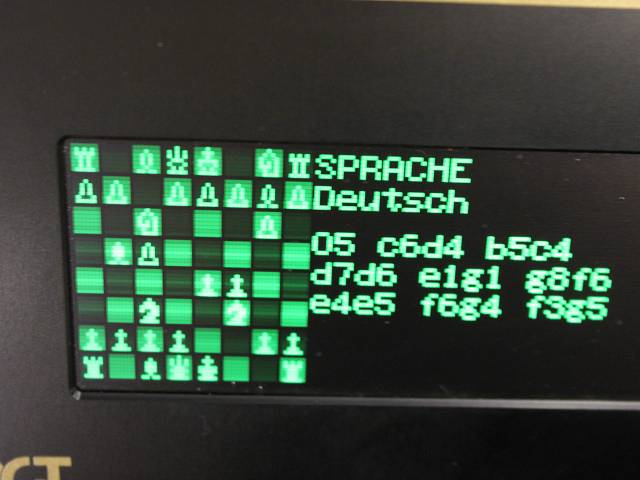 SPRACHE
Deutsch
05 c6d4 b5c4
d7d6 e1g1 g8f6
e4e5 f6g4 f3g5